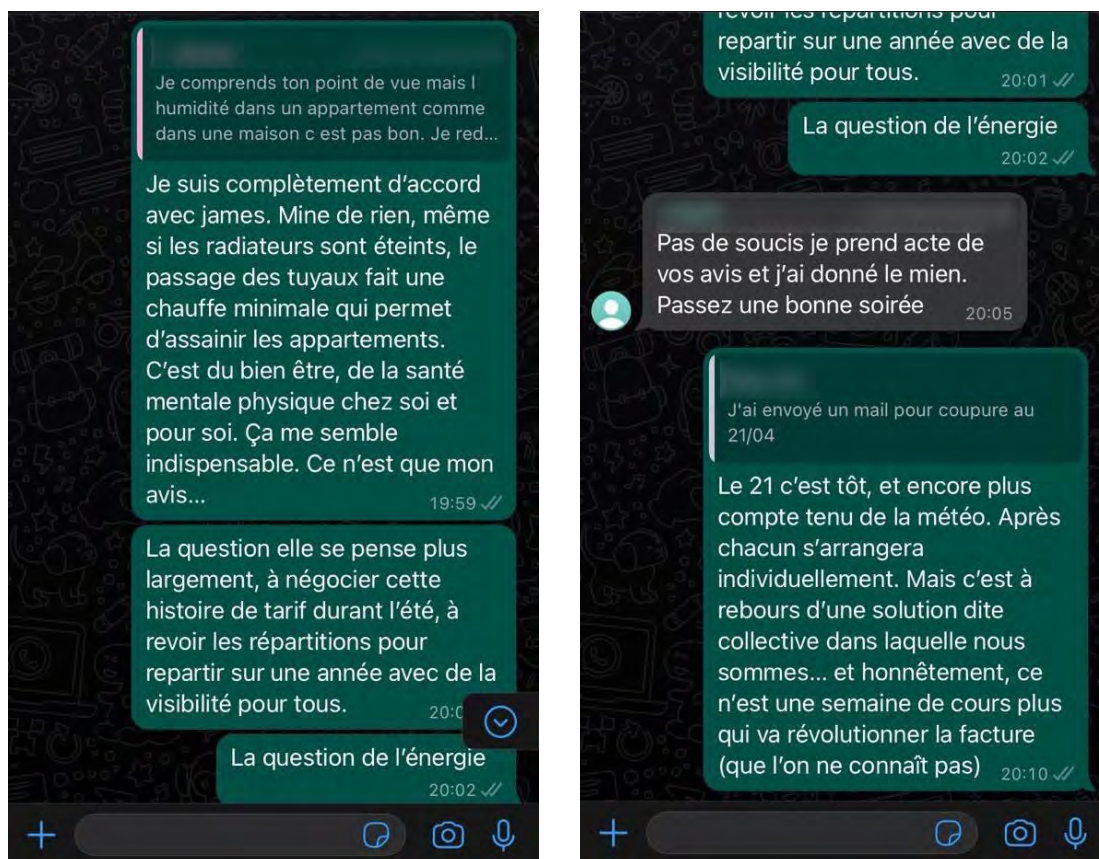 Je comprends ton point de vue mais l
humidité dans un appartement comme
dans une maison c est pas bon. Je red...
Je suis complètement d'accord
avec james. Mine de rien, même
si les radiateurs sont éteints, le
passage des tuyaux fait une
chauffe minimale qui permet
d'assainir les appartements.
C'est du bien être, de la santé
mentale physique chez soi et
pour soi. Ça me semble
indispensable. Ce n'est que mon
avis...
19:59
La question elle se pense plus
largement, à négocier cette
histoire de tarif durant l'été, à
revoir les répartitions pour
repartir sur une année avec de la
visibilité pour tous.
La question de l'énergie
20:02
revoir les répartitions pour
repartir sur une année avec de la
visibilité pour tous.
20:01
La question de l'énergie
20:02
Pas de soucis je prend acte de
vos avis et j'ai donné le mien.
Passez une bonne soirée
20:05
J'ai envoyé un mail pour coupure au
21/04
Le 21 c'est tôt, et encore plus
compte tenu de la météo. Après
chacun s'arrangera
individuellement. Mais c'est à
rebours d'une solution dite
collective dans laquelle nous
sommes... et honnêtement, ce
n'est une semaine de cours plus
qui va révolutionner la facture
(que l'on ne connaît pas)
20:10